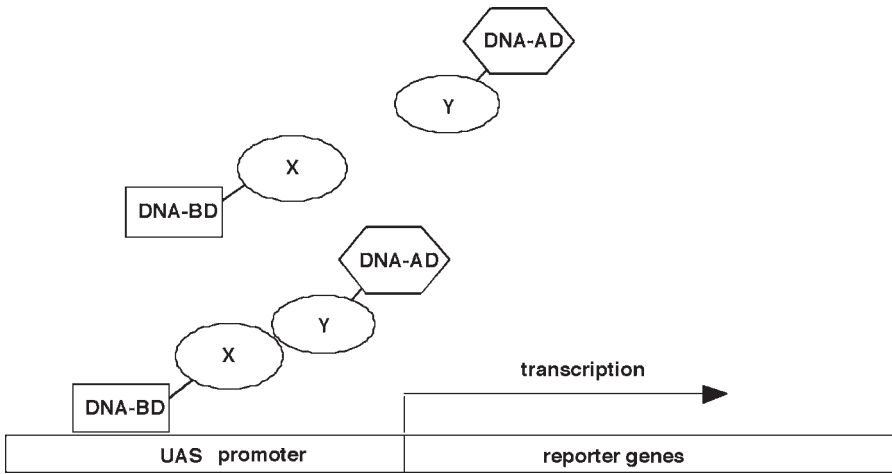 DNA-AD
Y
X
DNA-BD
DNA-AD
Y
X
transcription
DNA-BD
UAS promoter
reporter genes